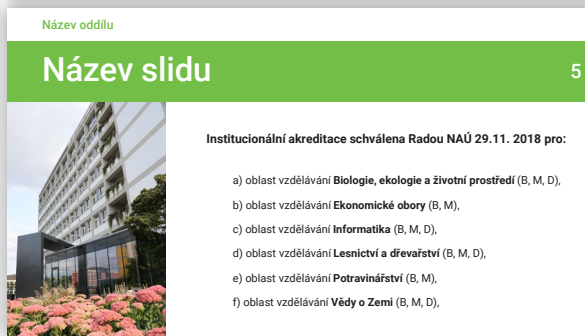 Název oddílu
Název slidu
5
Institucionální akreditace schválena Radou NAÚ 29.11. 2018 pro:
a) oblast vzdělávání Biologie, ekologie a životní prostředí (B, M, D),
b) oblast vzdělávání Ekonomické obory (B, M),
c) oblast vzdělávání Informatika (B, M, D),
d) oblast vzdělávání Lesnictví a dřevařství (B, M, D),
e) oblast vzdělávání Potravinářství (B, M),
f) oblast vzdělávání Vědy o Zemi (B, M, D),